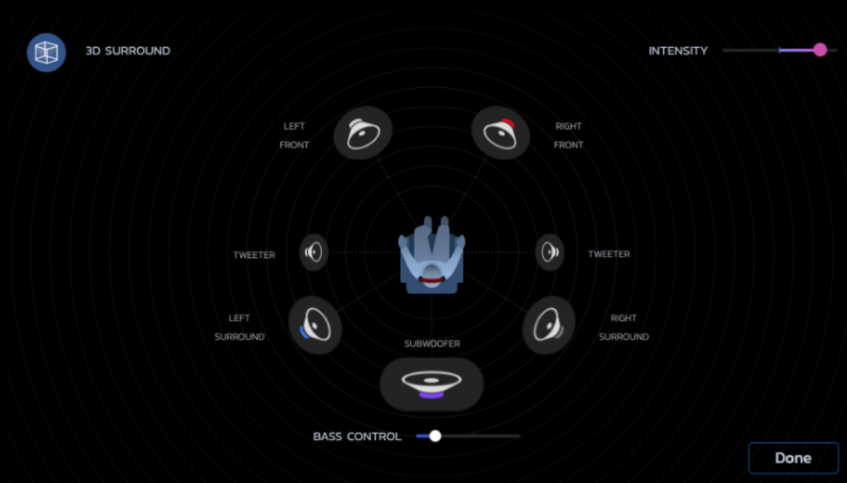 3D SURROUND
INTENSITY
LEFT
FRONT
RIGHT
FRONT
TWEETER
TWEETER
LEFT
SURROUND
RIGHT
SURROUND
SUBWOOFER
BASS CONTROL
Done